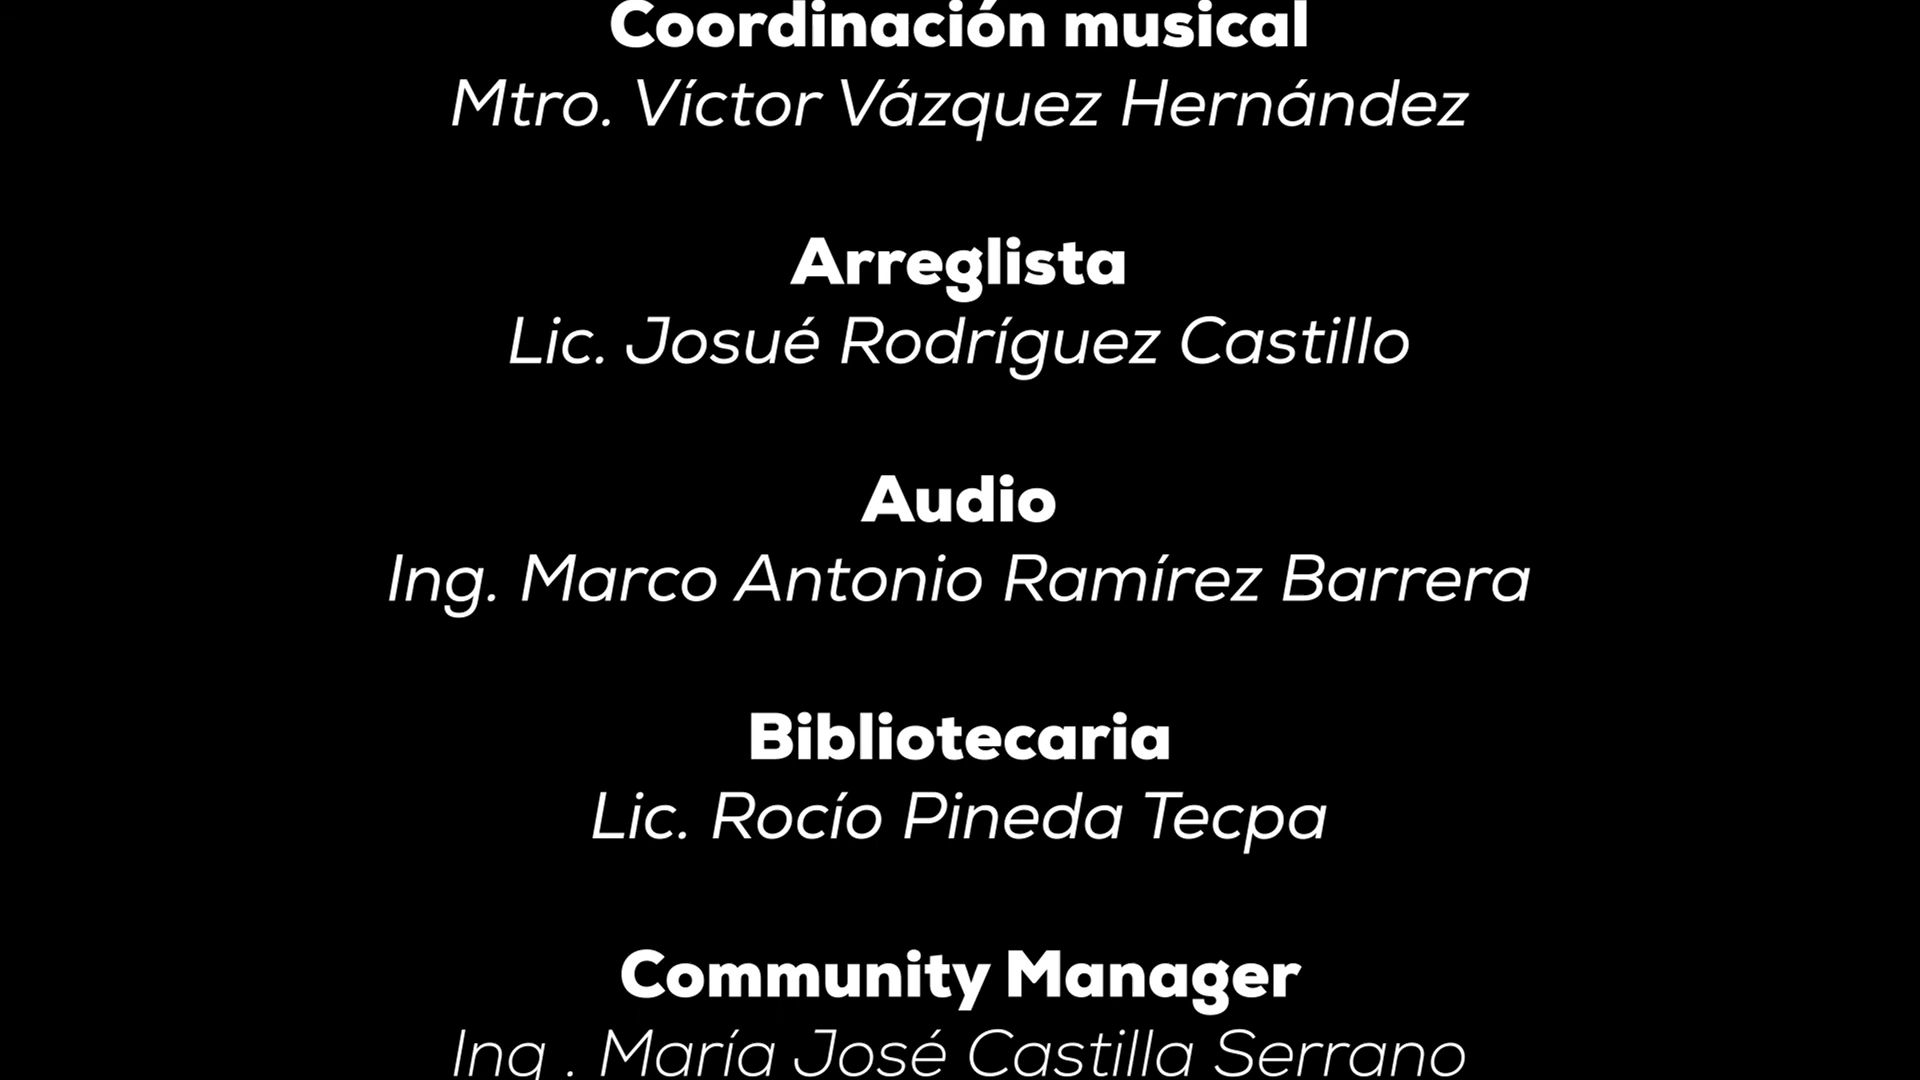 Coordinación musical
Mtro. Víctor Vázquez Hernández
Arreglista
Lic. Josué Rodríguez Castillo
Audio
Ing. Marco Antonio Ramírez Barrera
Bibliotecaria
Lic. Rocío Pineda Tecpa
Community Manager
Ing . María José Castilla Serrano